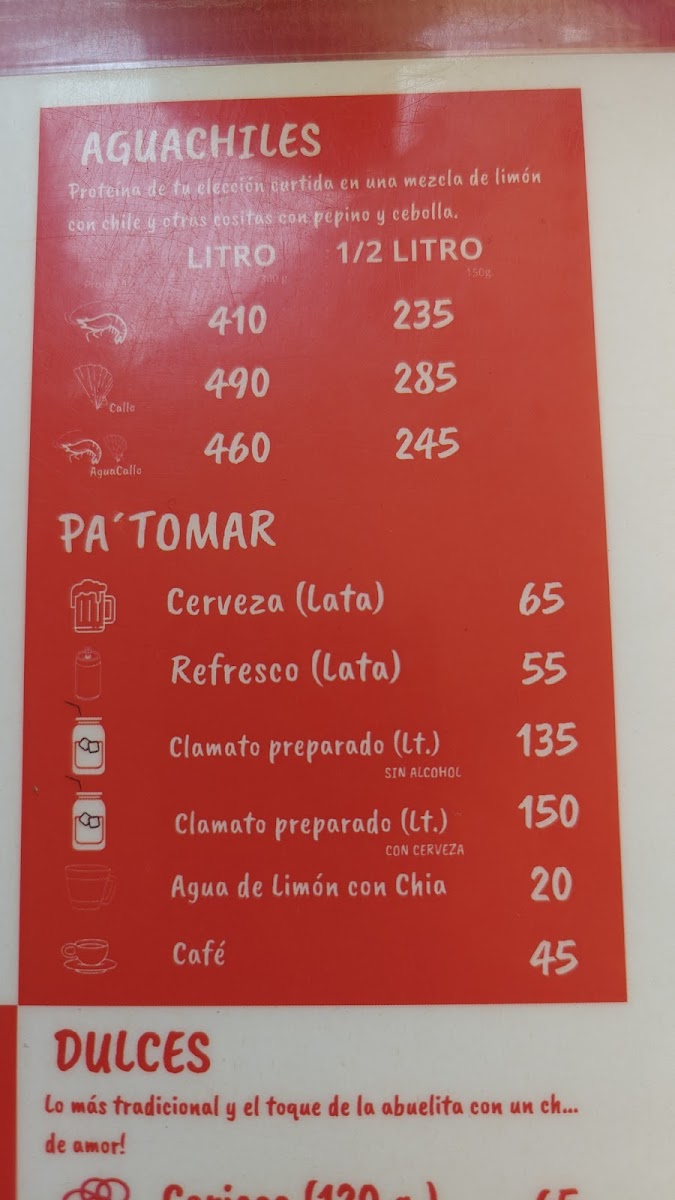 AGUACHILES
Proteína de tu elección curtida en una mezcla de limón
con chile y otras cositas con pepino y cebolla.
LITRO 1/2 LITRO
150g.
410 235
490 285
Callo
460 245
AguaCallo
PA´TOMAR
Cerveza (Lata) 65
Refresco (Lata) 55
Clamato preparado (Lt.) 135
SIN ALCOHOL
Clamato preparado (Lt.) 150
CON CERVEZA
Agua de Limón con Chia 20
Café 45
DULCES
Lo más tradicional y el toque de la abuelita con un ch...
de amor!